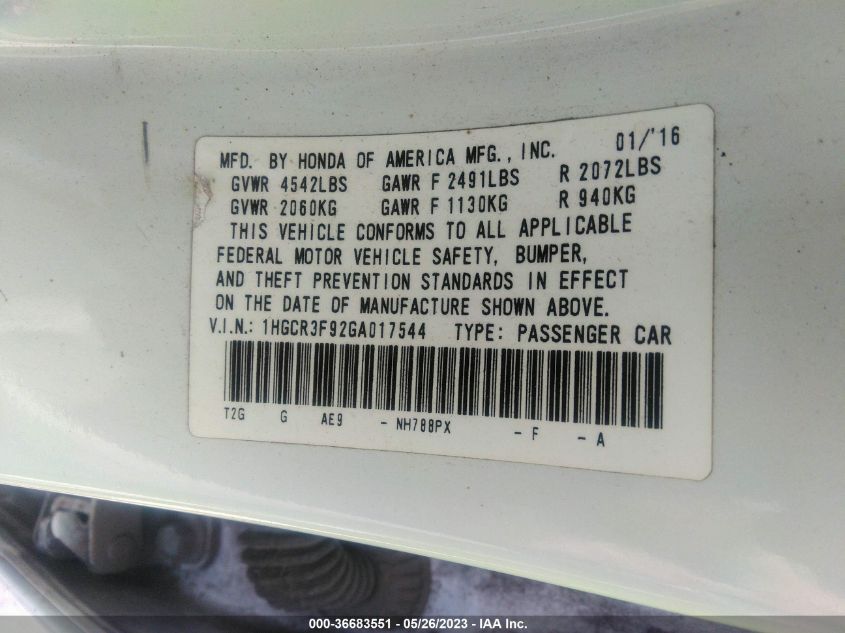 MFD. BY HONDA OF AMERICA MFG., INC. 01/'16
GVWR 4542LBS GAWR F 2491LBS R 2072LBS
GVWR 2060KG GAWR F 1130KG R 940KG
THIS VEHICLE CONFORMS TO ALL APPLICABLE
FEDERAL MOTOR VEHICLE SAFETY, BUMPER,
AND THEFT PREVENTION STANDARDS IN EFFECT
ON THE DATE OF MANUFACTURE SHOWN ABOVE.
V.I.N.: 1HGCR3F92GA017544 TYPE: PASSENGER CAR
T2G G AE9 - NH788PX - F - A
000-36683551 / 05/26/2023 - IAA Inc.